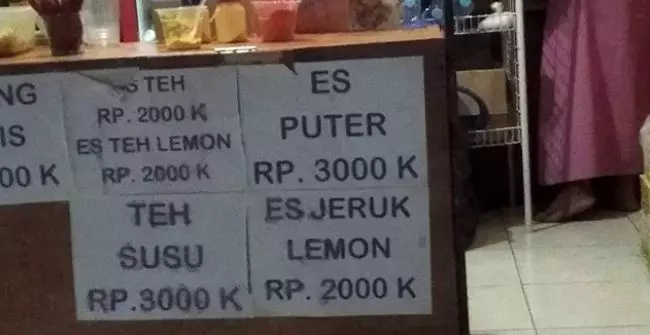 NG
IS
00 K
ES TEH
RP. 2000 K
ES TEH LEMON
RP. 2000 K
ES
PUTER
RP. 3000 K
TEH
SUSU
RP.3000 K
ES JERUK
LEMON
RP. 2000 K